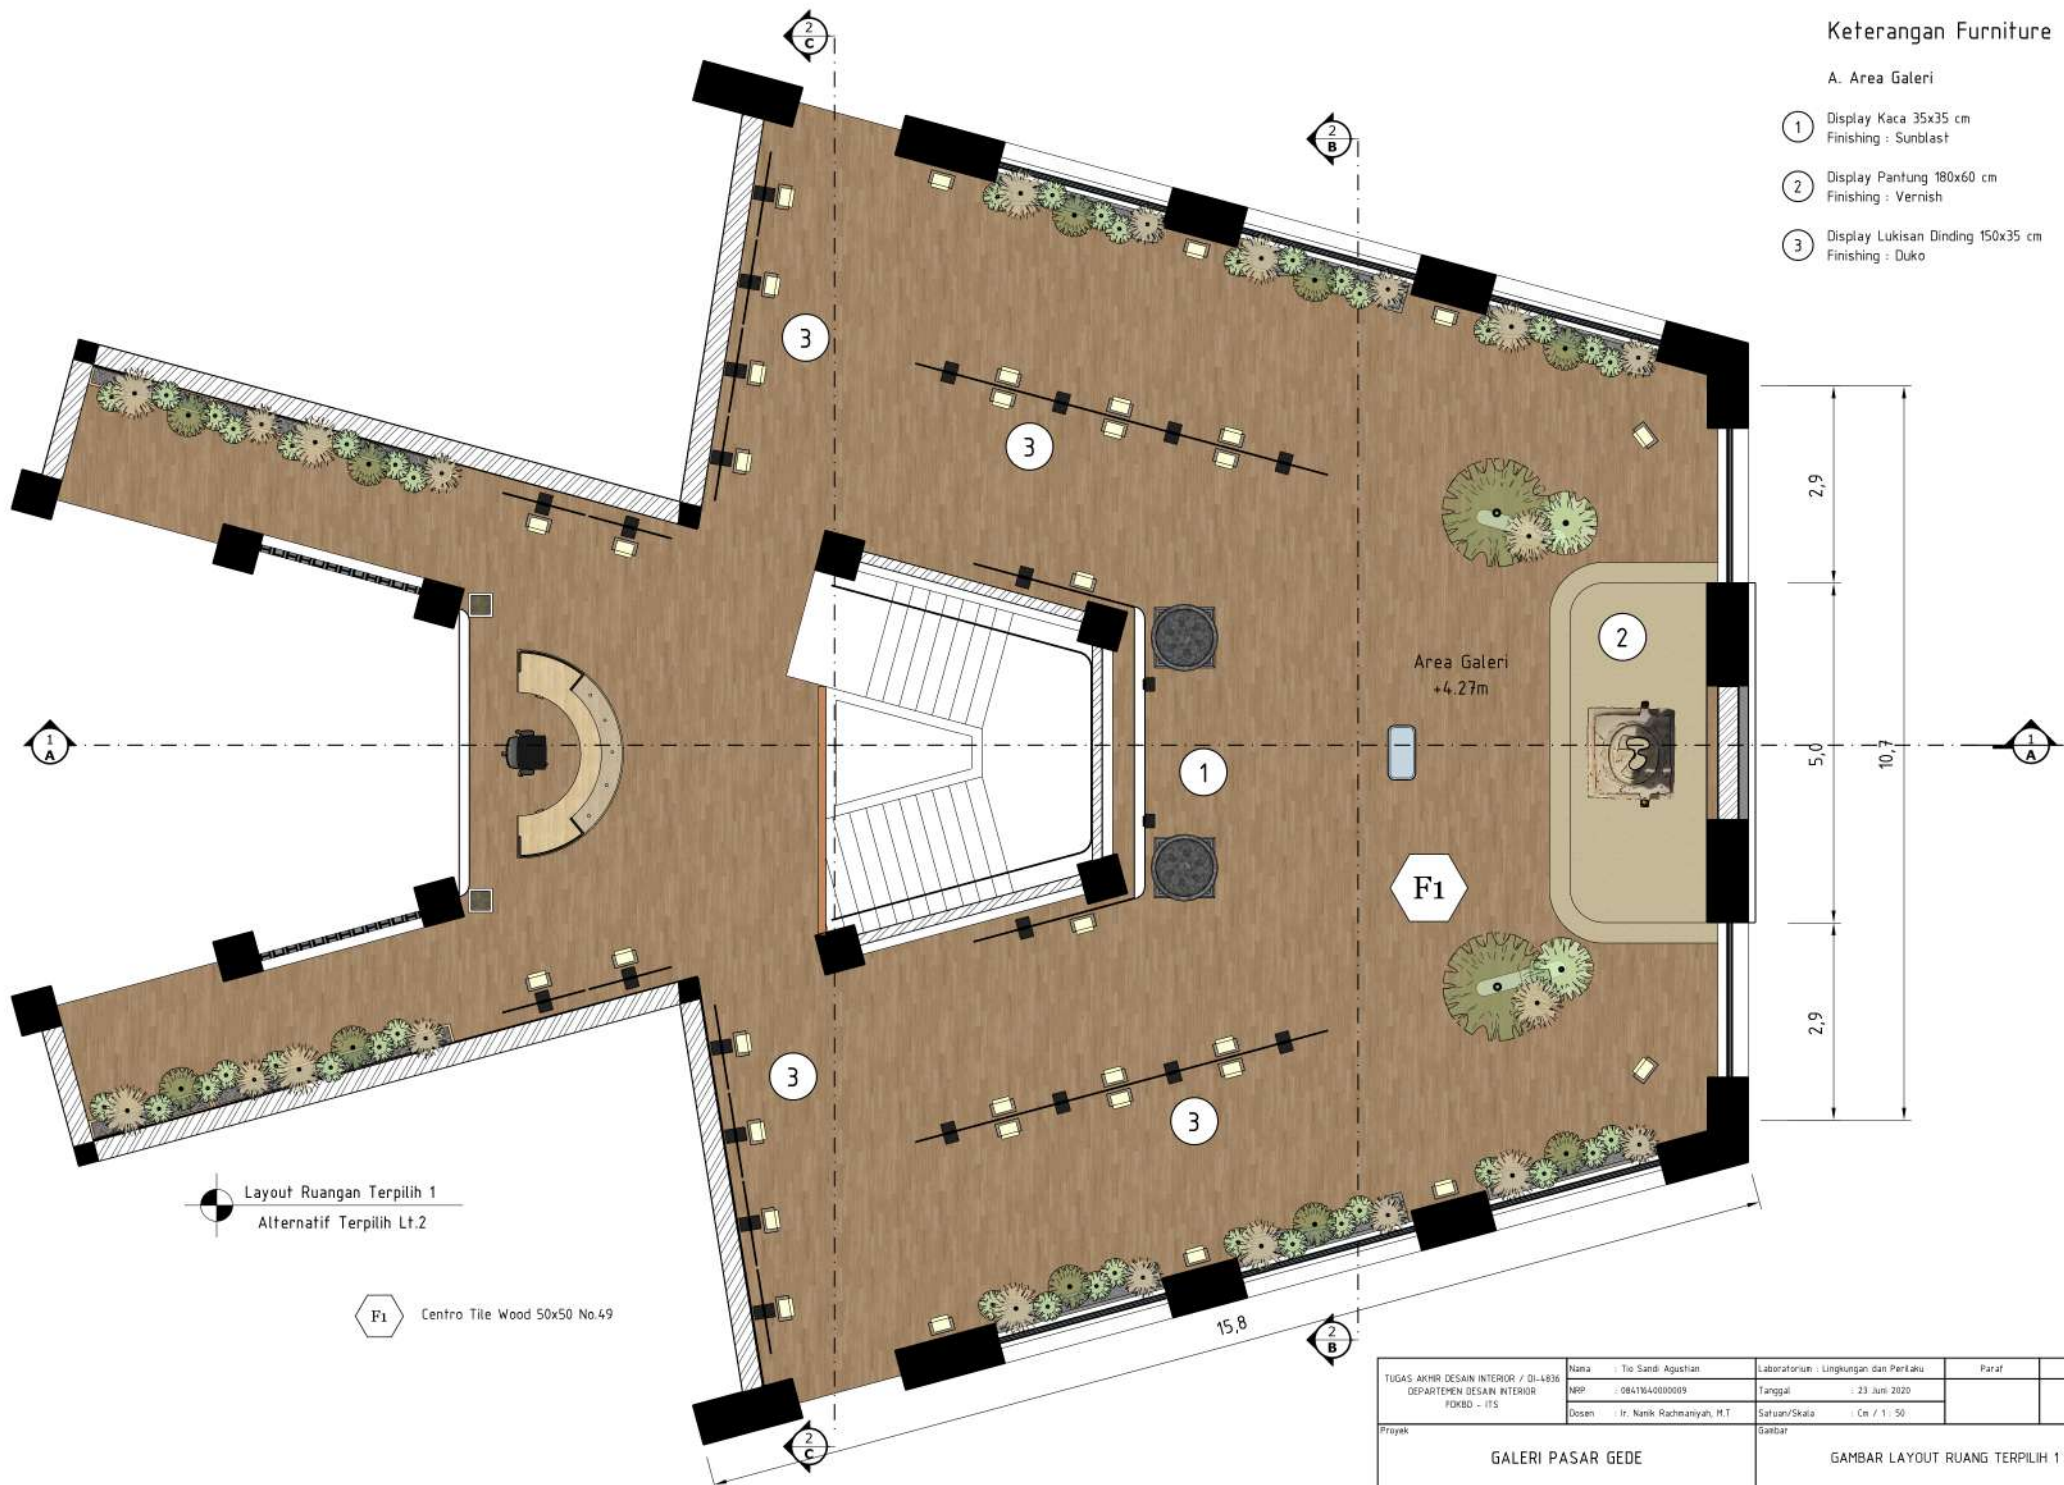 Keterangan Furniture
A. Area Galeri
1
Display Kaca 35x35 cm
Finishing : Sunblast
2
Display Pantung 180x60 cm
Finishing : Vernish
3
Display Lukisan Dinding 150x35 cm
Finishing : Duko
2
C
2
B
3
3
2,9
2
Area Galeri
+4.27m
1
A
1
5,0
10,7
1
A
F1
2,9
3
3
Layout Ruangan Terpilih 1
Alternatif Terpilih Lt.2
F1
Centro Tile Wood 50x50 No.49
15,8
2
B
2
C
TUGAS AKHIR DESAIN INTERIOR / DI-4836
DEPARTEMEN DESAIN INTERIOR
FDKBD - ITS
Nama : Tio Sandi Agustian
NRP : 08411640000009
Dosen : Ir. Nanik Rachmaniyah, M.T
Laboratorium : Lingkungan dan Perilaku
Tanggal : 23 Juni 2020
Satuan/Skala : Cm / 1 : 50
Paraf
Proyek
GALERI PASAR GEDE
Gambar
GAMBAR LAYOUT RUANG TERPILIH 1